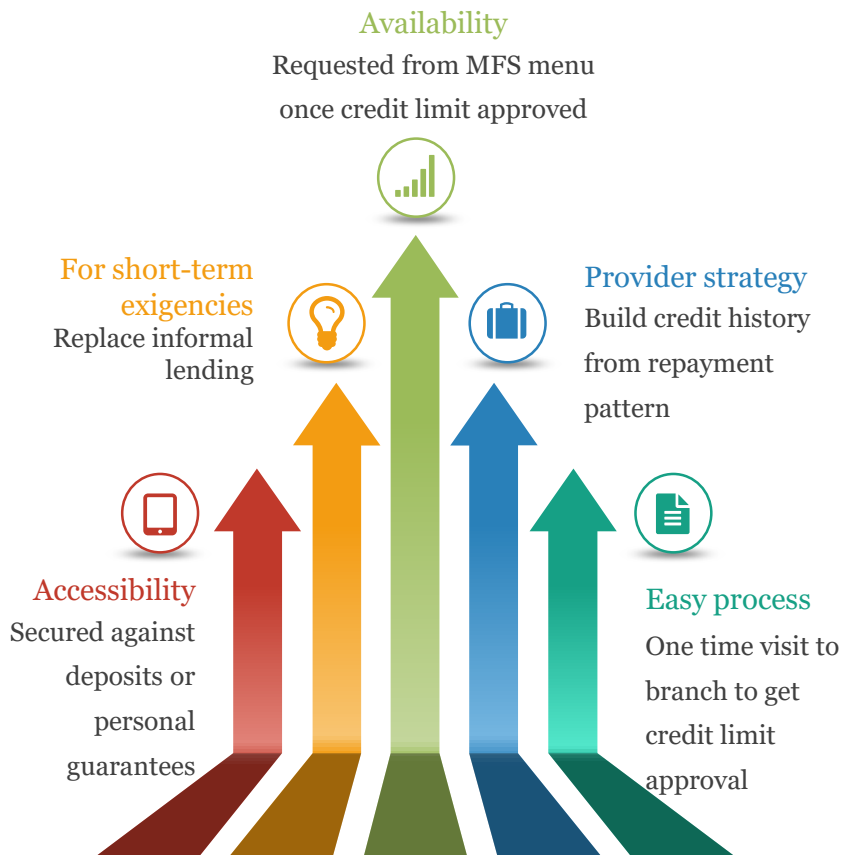 Availability
Requested from MFS menu
once credit limit approved
For short-term
exigencies
Replace informal
lending
Provider strategy
Build credit history
from repayment
pattern
Accessibility
Secured against
deposits or
personal
guarantees
Easy process
One time visit to
branch to get
credit limit
approval